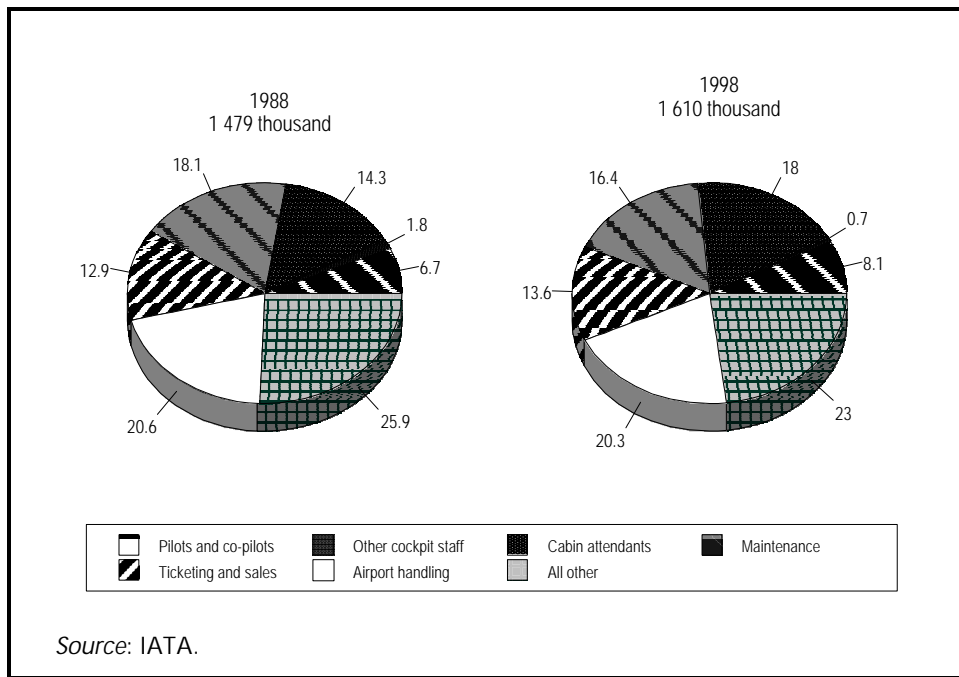 1988
1 479 thousand
18.1
14.3
1.8
6.7
12.9
20.6
25.9
1998
1 610 thousand
16.4
18
0.7
8.1
13.6
20.3
23
Pilots and co-pilots
Other cockpit staff
Cabin attendants
Maintenance
Ticketing and sales
Airport handling
All other
Source: IATA.